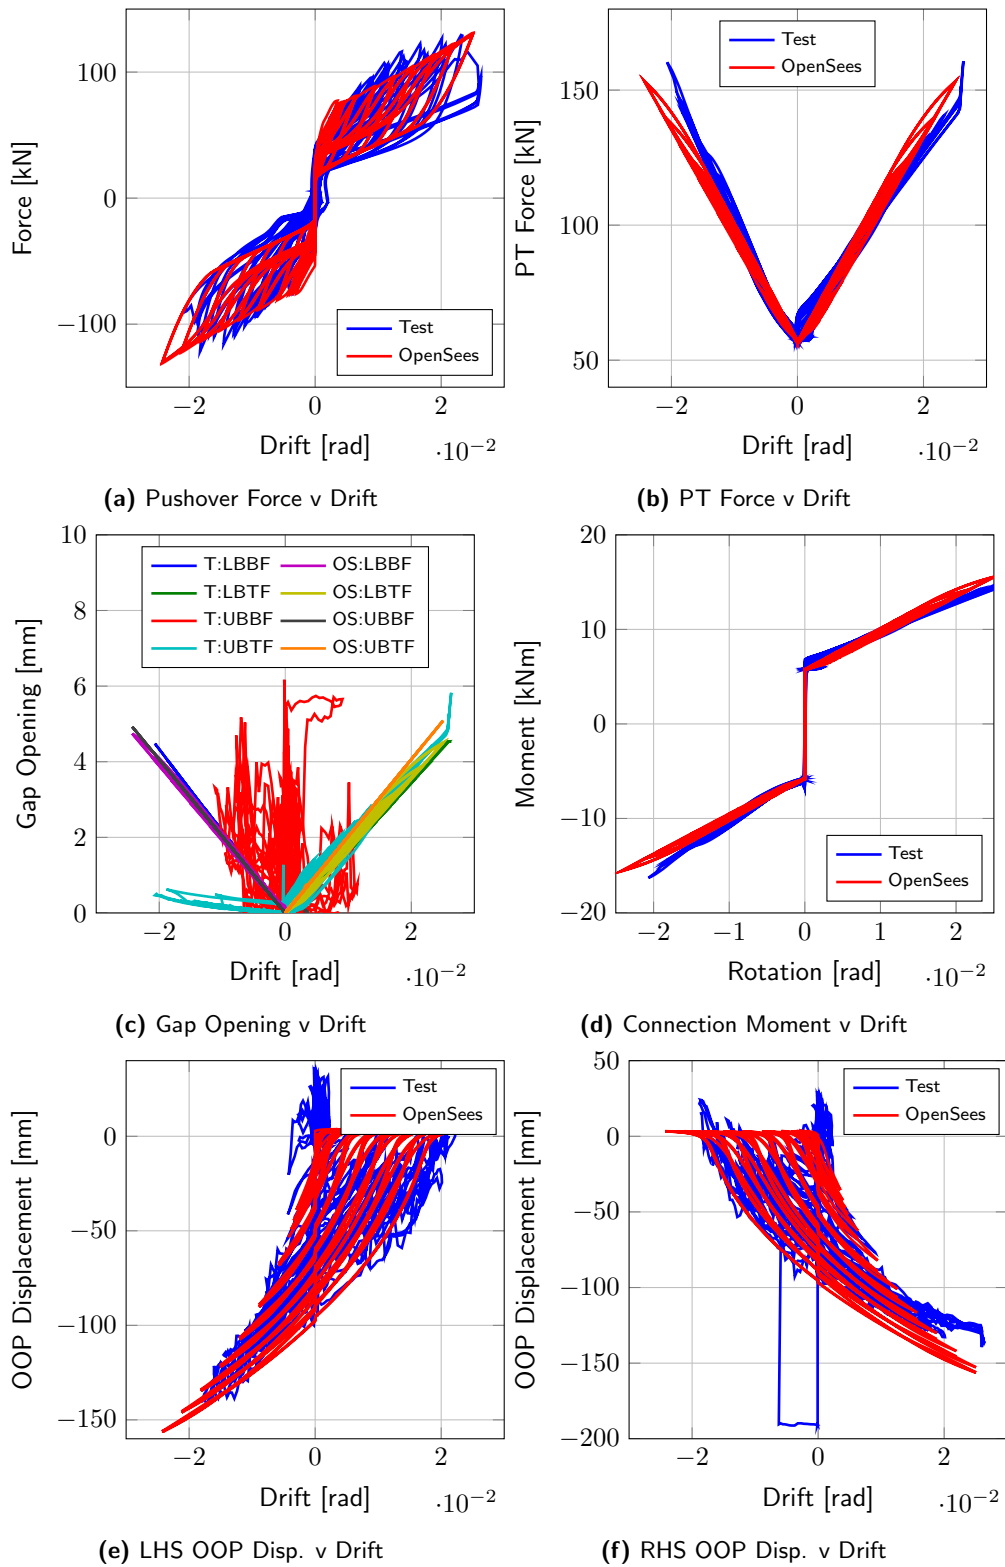 100
0
−100
Force [kN]
Test
OpenSees
−2 0 2
Drift [rad]
·10−2
(a) Pushover Force v Drift
150
100
50
PT Force [kN]
Test
OpenSees
−2 0 2
Drift [rad]
·10−2
(b) PT Force v Drift
10
8
6
4
2
0
Gap Opening [mm]
T:LBBF OS:LBBF
T:LBTF OS:LBTF
T:UBBF OS:UBBF
T:UBTF OS:UBTF
−2 0 2
Drift [rad]
·10−2
(c) Gap Opening v Drift
20
10
0
−10
−20
Moment [kNm]
Test
OpenSees
−2 −1 0 1 2
Rotation [rad]
·10−2
(d) Connection Moment v Drift
0
−50
−100
−150
OOP Displacement [mm]
Test
OpenSees
−2 0 2
Drift [rad]
·10−2
(e) LHS OOP Disp. v Drift
50
0
−50
−100
−150
−200
OOP Displacement [mm]
Test
OpenSees
−2 0 2
Drift [rad]
·10−2
(f) RHS OOP Disp. v Drift